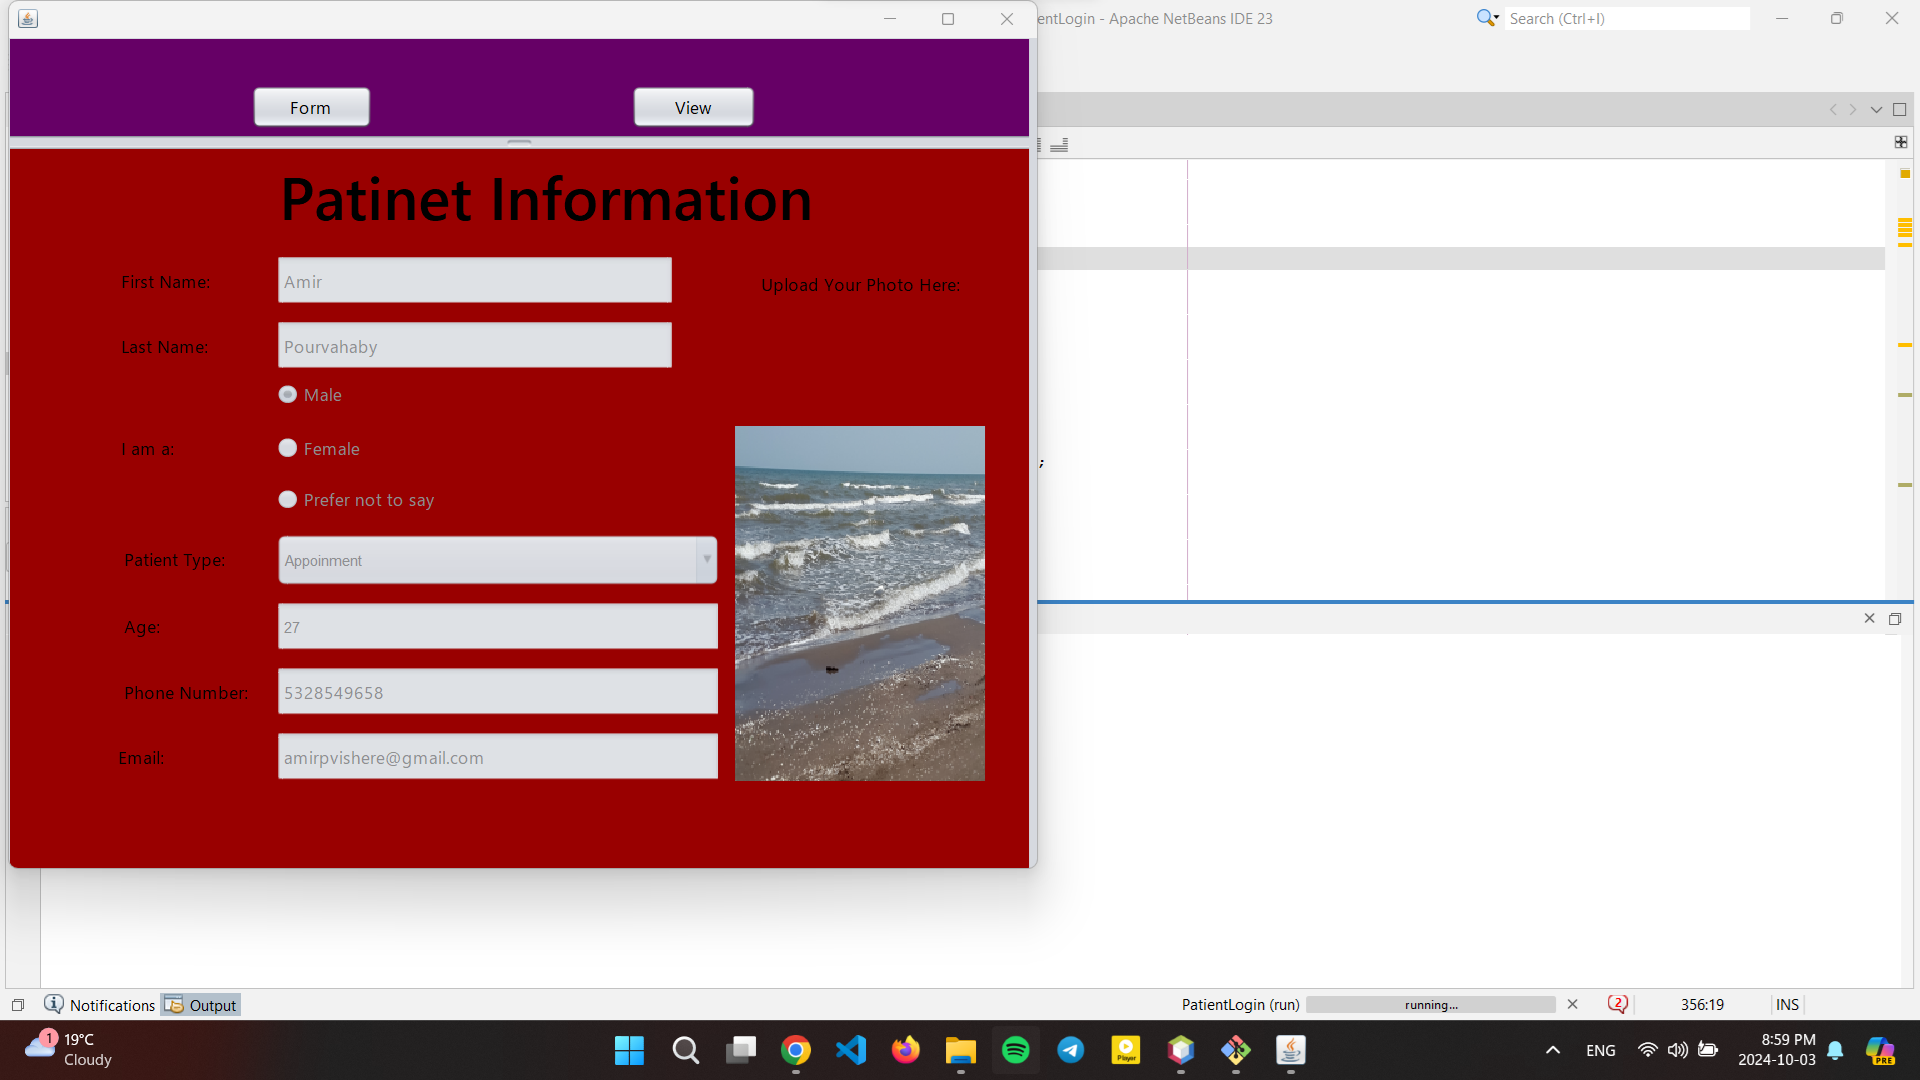 entLogin - Apache NetBeans IDE 23
Search (Ctrl+I)
Form
View
Patinet Information
First Name:
Amir
Upload Your Photo Here:
Last Name:
Pourvahaby
Male
I am a:
Female
;
Prefer not to say
Patient Type:
Appoinment
Age:
27
Phone Number:
5328549658
Email:
amirpvishere@gmail.com
Notifications
Output
PatientLogin (run)
running...
2
356:19
INS
1
19°C
Cloudy
Player
ENG
8:59 PM
2024-10-03
PRE